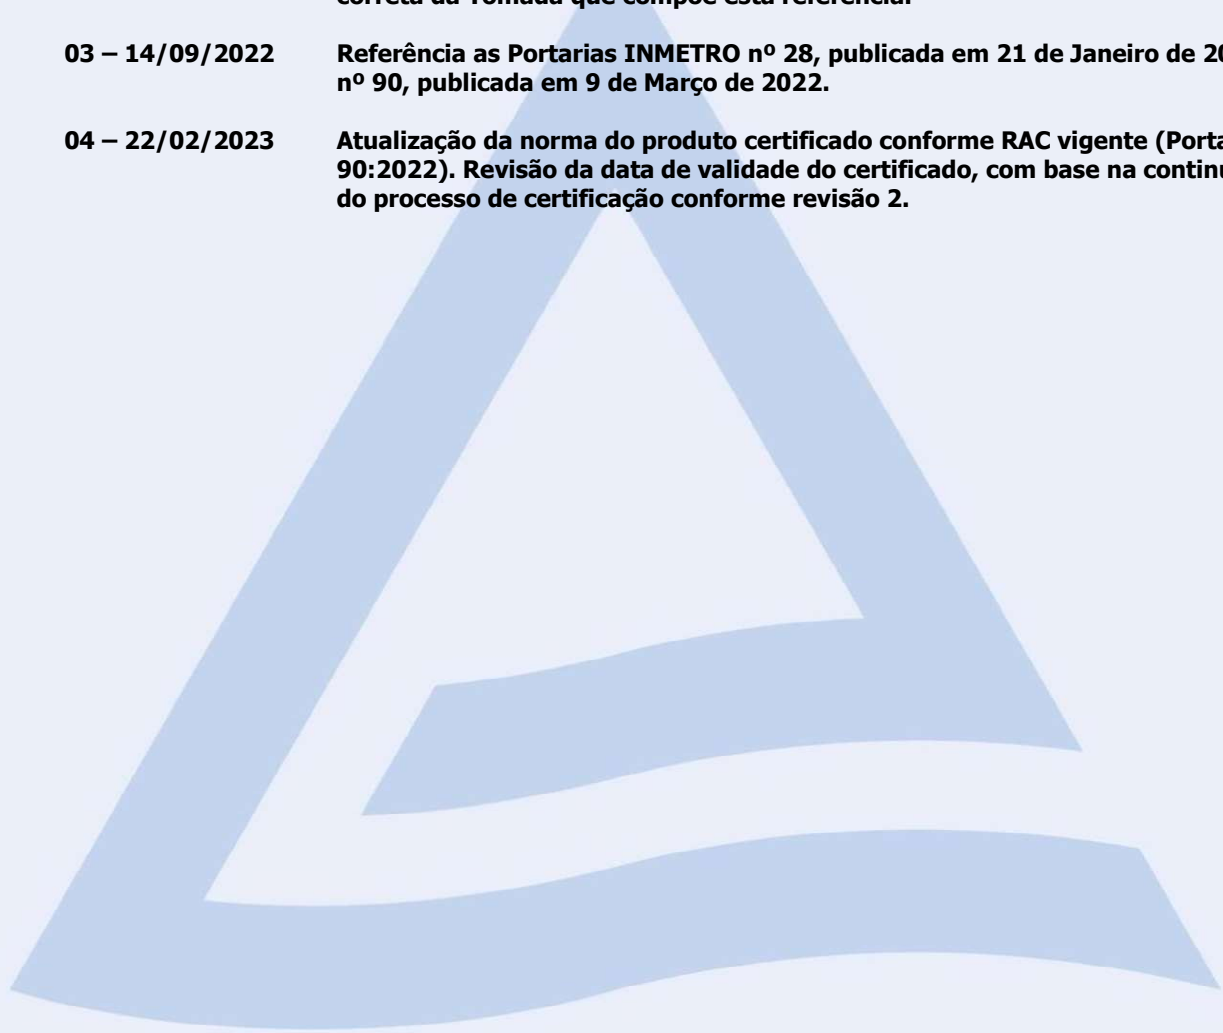 correta da Tomada que compõe esta referência.
03 – 14/09/2022 Referência as Portarias INMETRO nº 28, publicada em 21 de Janeiro de
nº 90, publicada em 9 de Março de 2022.
04 – 22/02/2023 Atualização da norma do produto certificado conforme RAC vigente
90:2022). Revisão da data de validade do certificado, com base na
do processo de certificação conforme revisão 2.